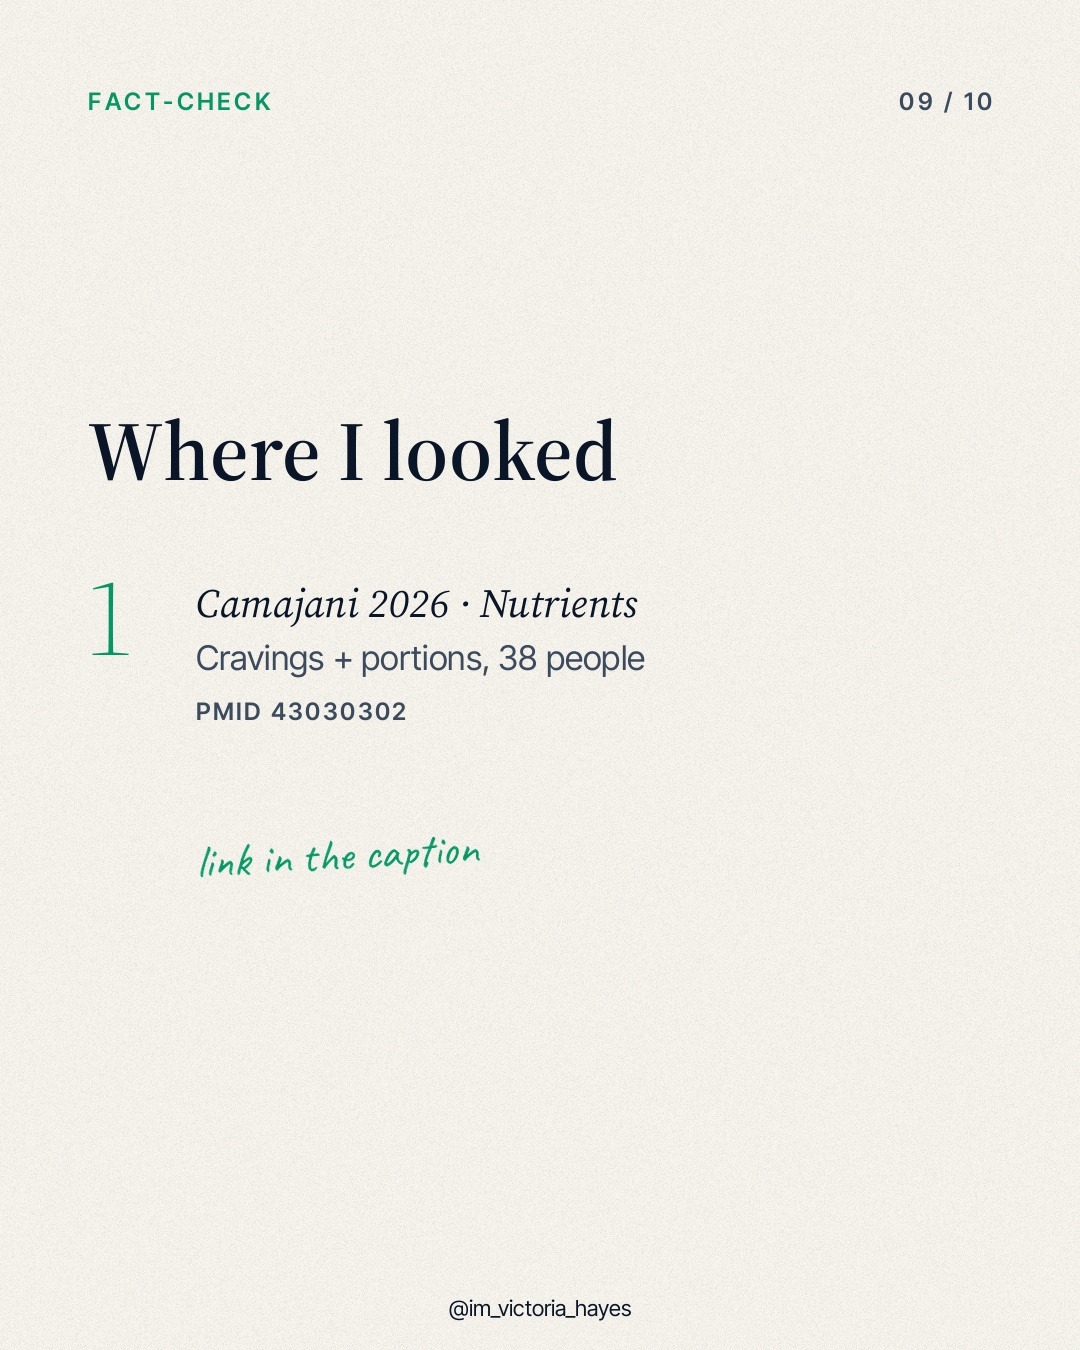 FACT-CHECK
09 / 10
Where I looked
1
Camajani 2026 · Nutrients
Cravings + portions, 38 people
PMID 43030302
link in the caption
@im_victoria_hayes